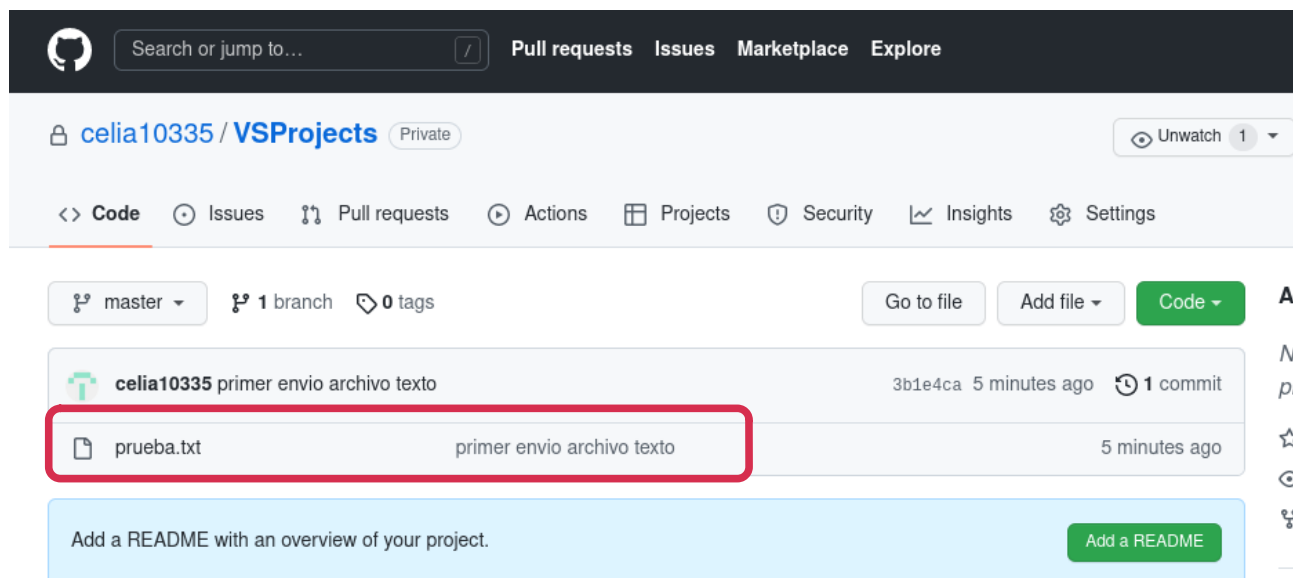 Search or jump to… / Pull requests Issues Marketplace Explore
celia10335 / VSProjects Private Unwatch 1
<> Code Issues Pull requests Actions Projects Security Insights Settings
master 1 branch 0 tags Go to file Add file Code A
celia10335 primer envio archivo texto 3b1e4ca 5 minutes ago 1 commit
prueba.txt primer envio archivo texto 5 minutes ago
Add a README with an overview of your project. Add a README